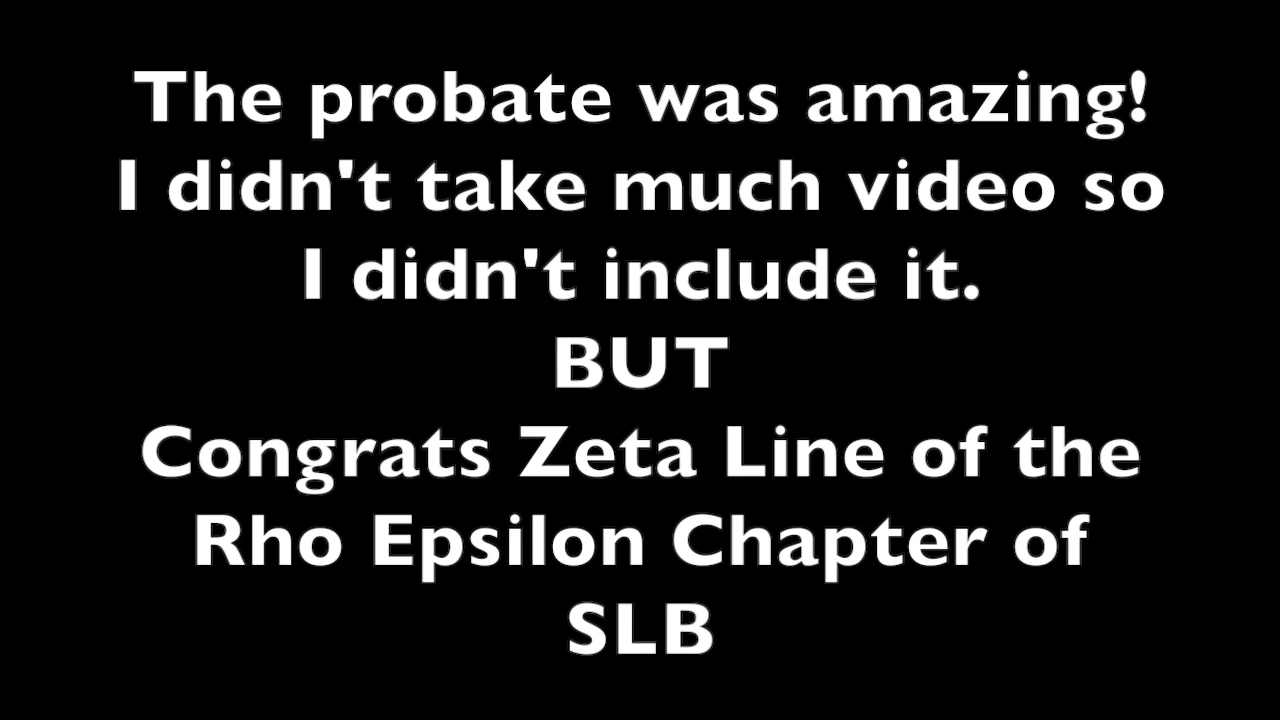 The probate was amazing!
I didn't take much video so
I didn't include it.
BUT
Congrats Zeta Line of the
Rho Epsilon Chapter of
SLB